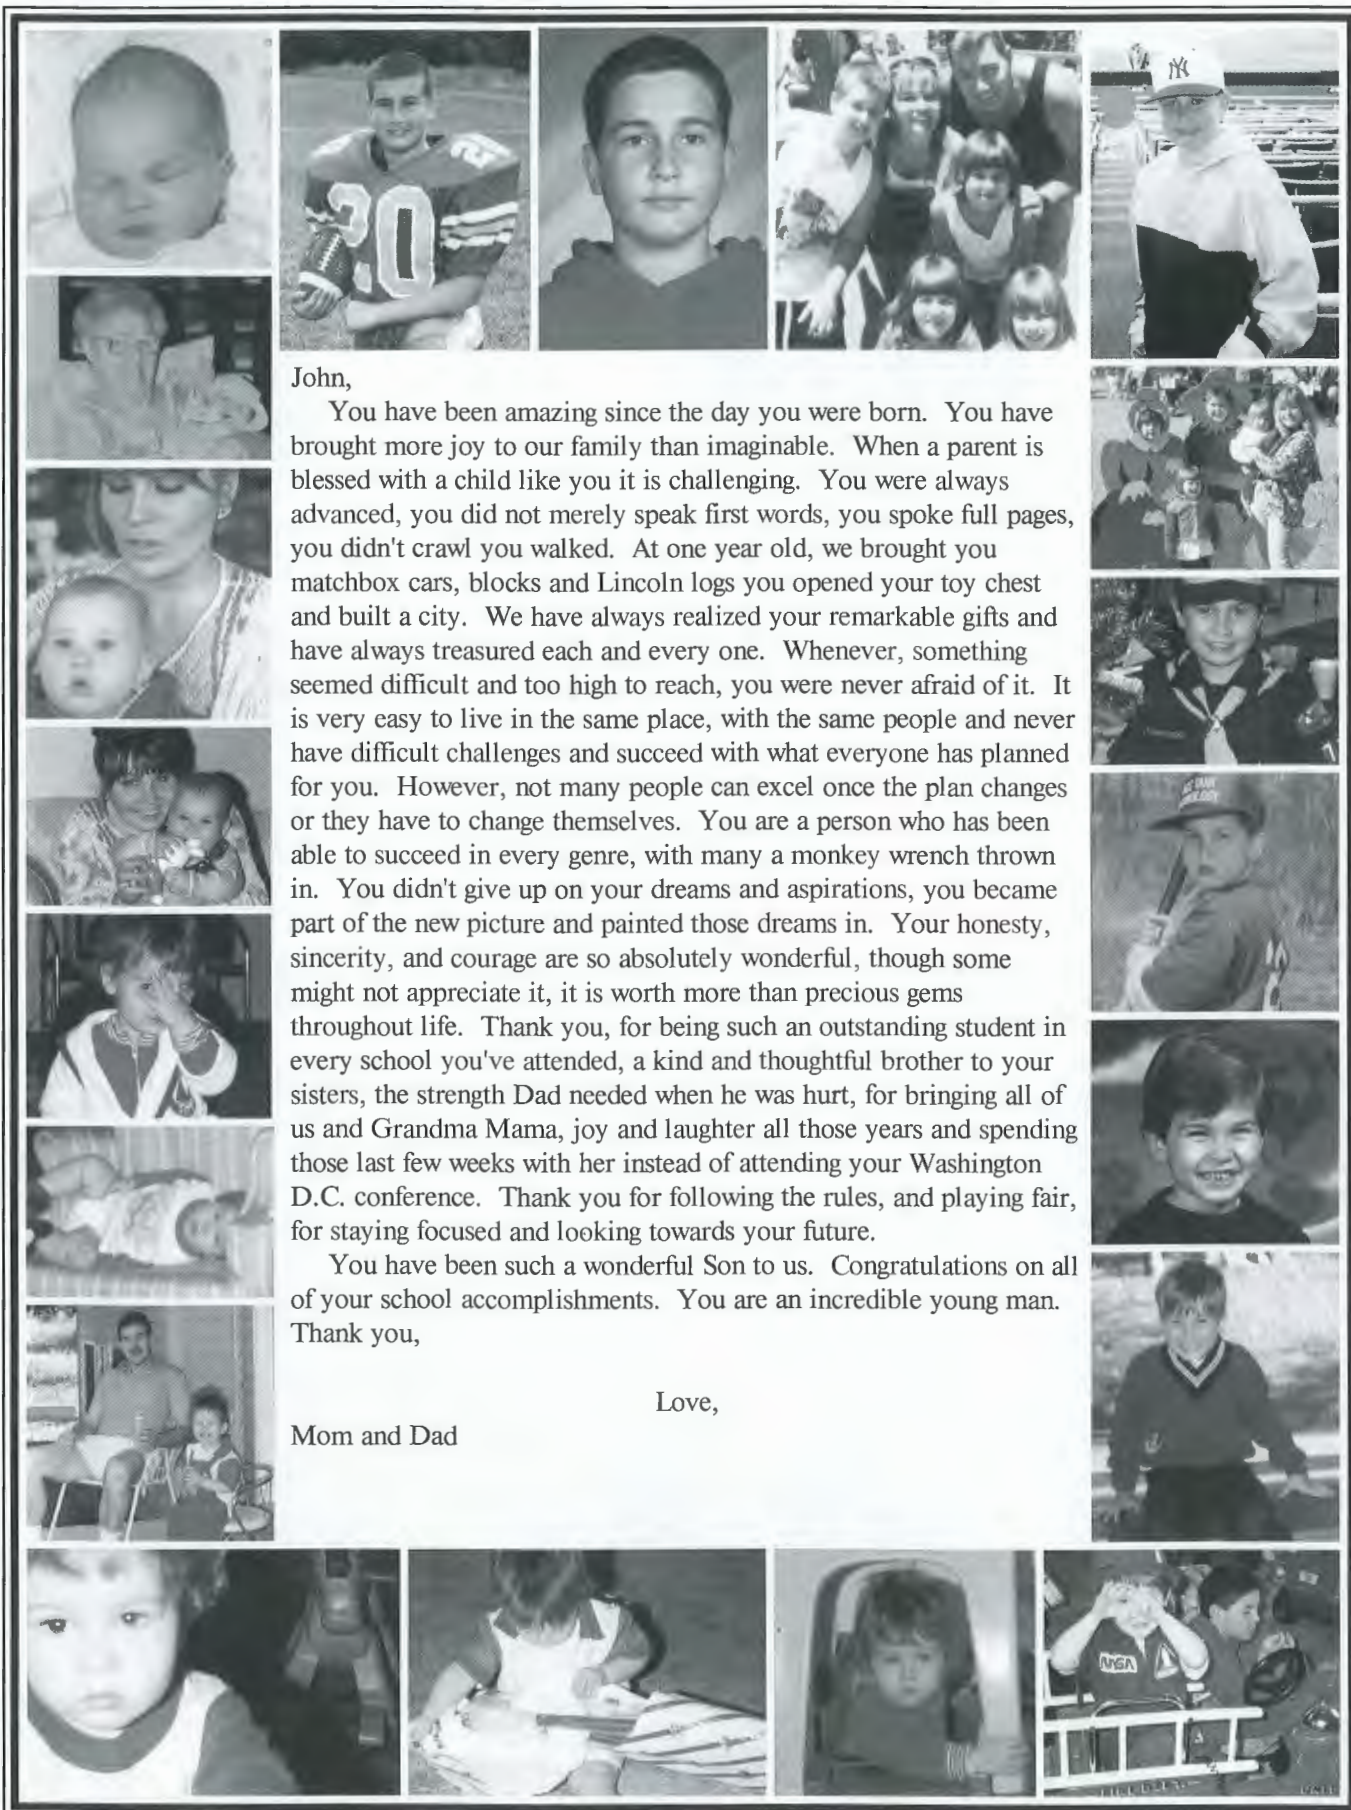 NY
20
20
John,
You have been amazing since the day you were born. You have
brought more joy to our family than imaginable. When a parent is
blessed with a child like you it is challenging. You were always
advanced, you did not merely speak first words, you spoke full pages,
you didn't crawl you walked. At one year old, we brought you
matchbox cars, blocks and Lincoln logs you opened your toy chest
and built a city. We have always realized your remarkable gifts and
have always treasured each and every one. Whenever, something
seemed difficult and too high to reach, you were never afraid of it. It
is very easy to live in the same place, with the same people and never
have difficult challenges and succeed with what everyone has planned
for you. However, not many people can excel once the plan changes
or they have to change themselves. You are a person who has been
able to succeed in every genre, with many a monkey wrench thrown
in. You didn't give up on your dreams and aspirations, you became
part of the new picture and painted those dreams in. Your honesty,
sincerity, and courage are so absolutely wonderful, though some
might not appreciate it, it is worth more than precious gems
throughout life. Thank you, for being such an outstanding student in
every school you've attended, a kind and thoughtful brother to your
sisters, the strength Dad needed when he was hurt, for bringing all of
us and Grandma Mama, joy and laughter all those years and spending
those last few weeks with her instead of attending your Washington
D.C. conference. Thank you for following the rules, and playing fair,
for staying focused and looking towards your future.
You have been such a wonderful Son to us. Congratulations on all
of your school accomplishments. You are an incredible young man.
Thank you,
Love,
Mom and Dad
NASA